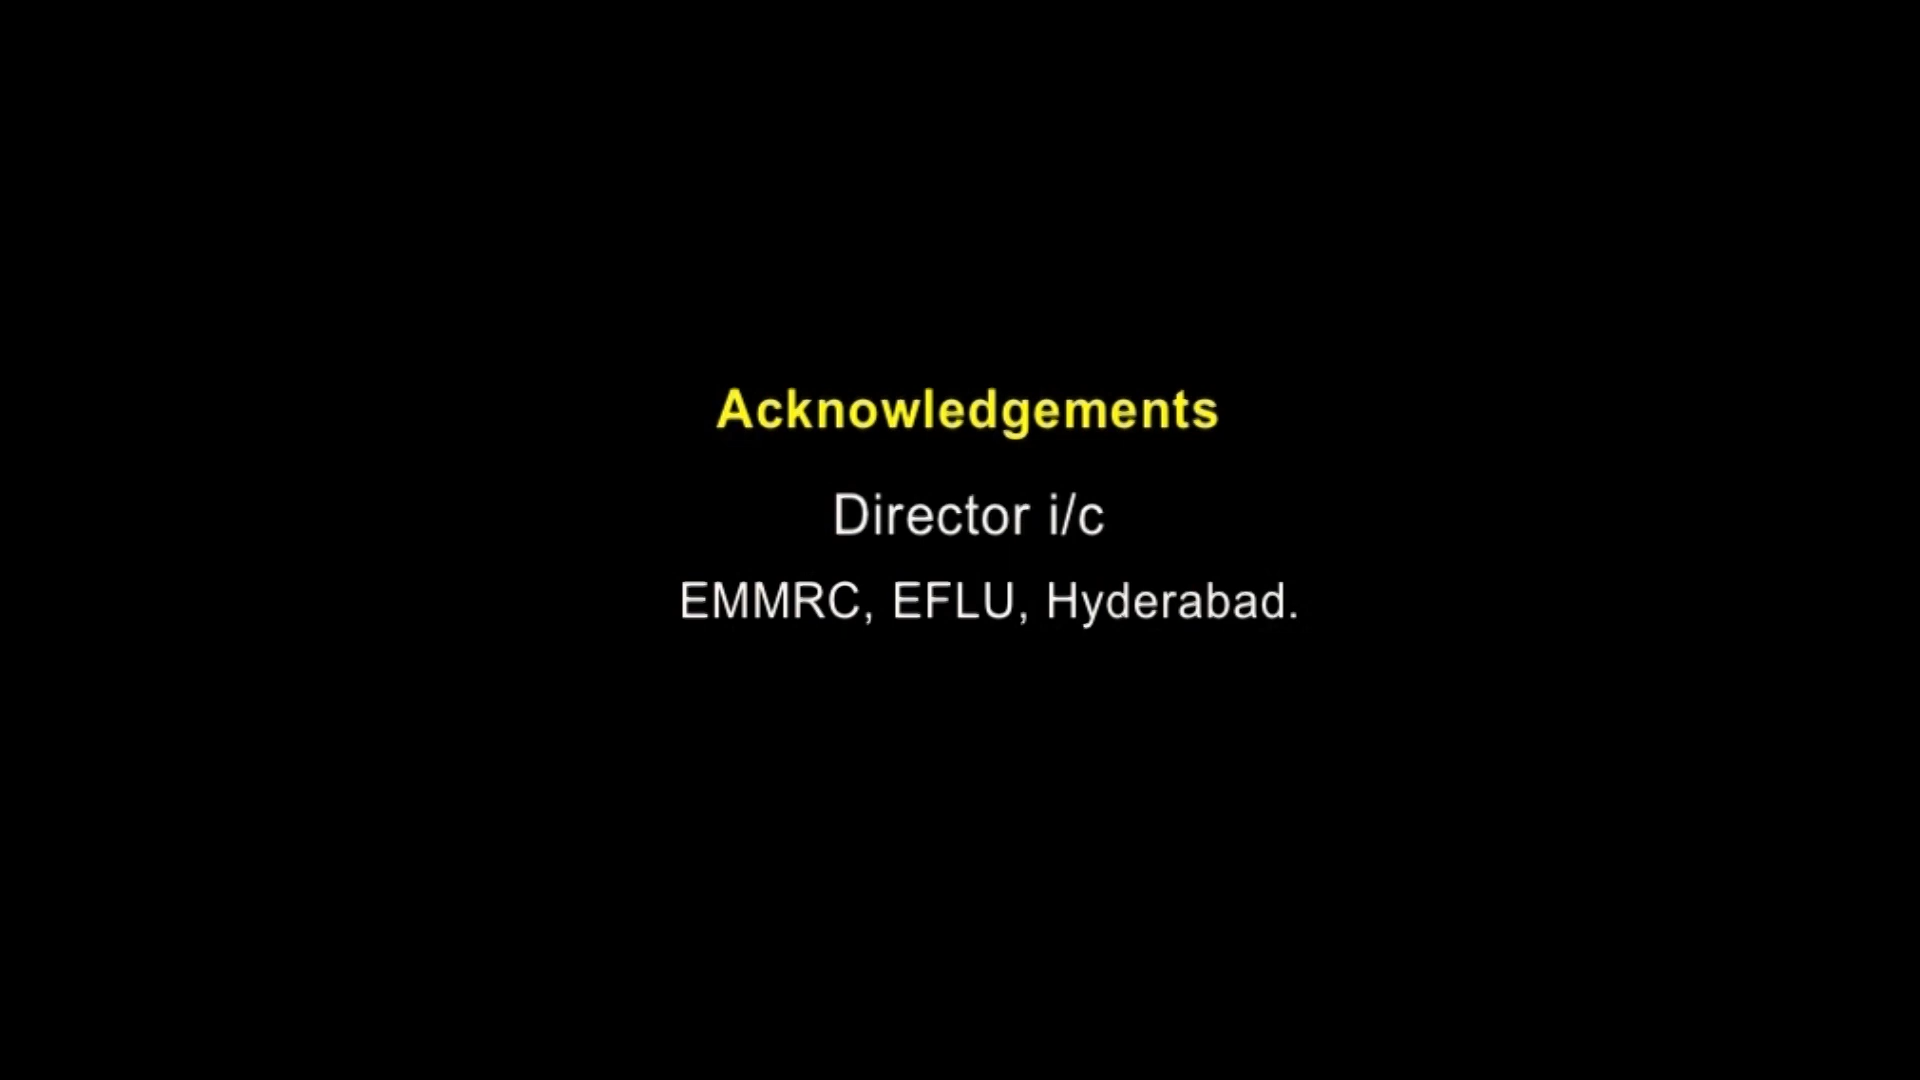 Acknowledgements
Director i/c
EMMRC, EFLU, Hyderabad.